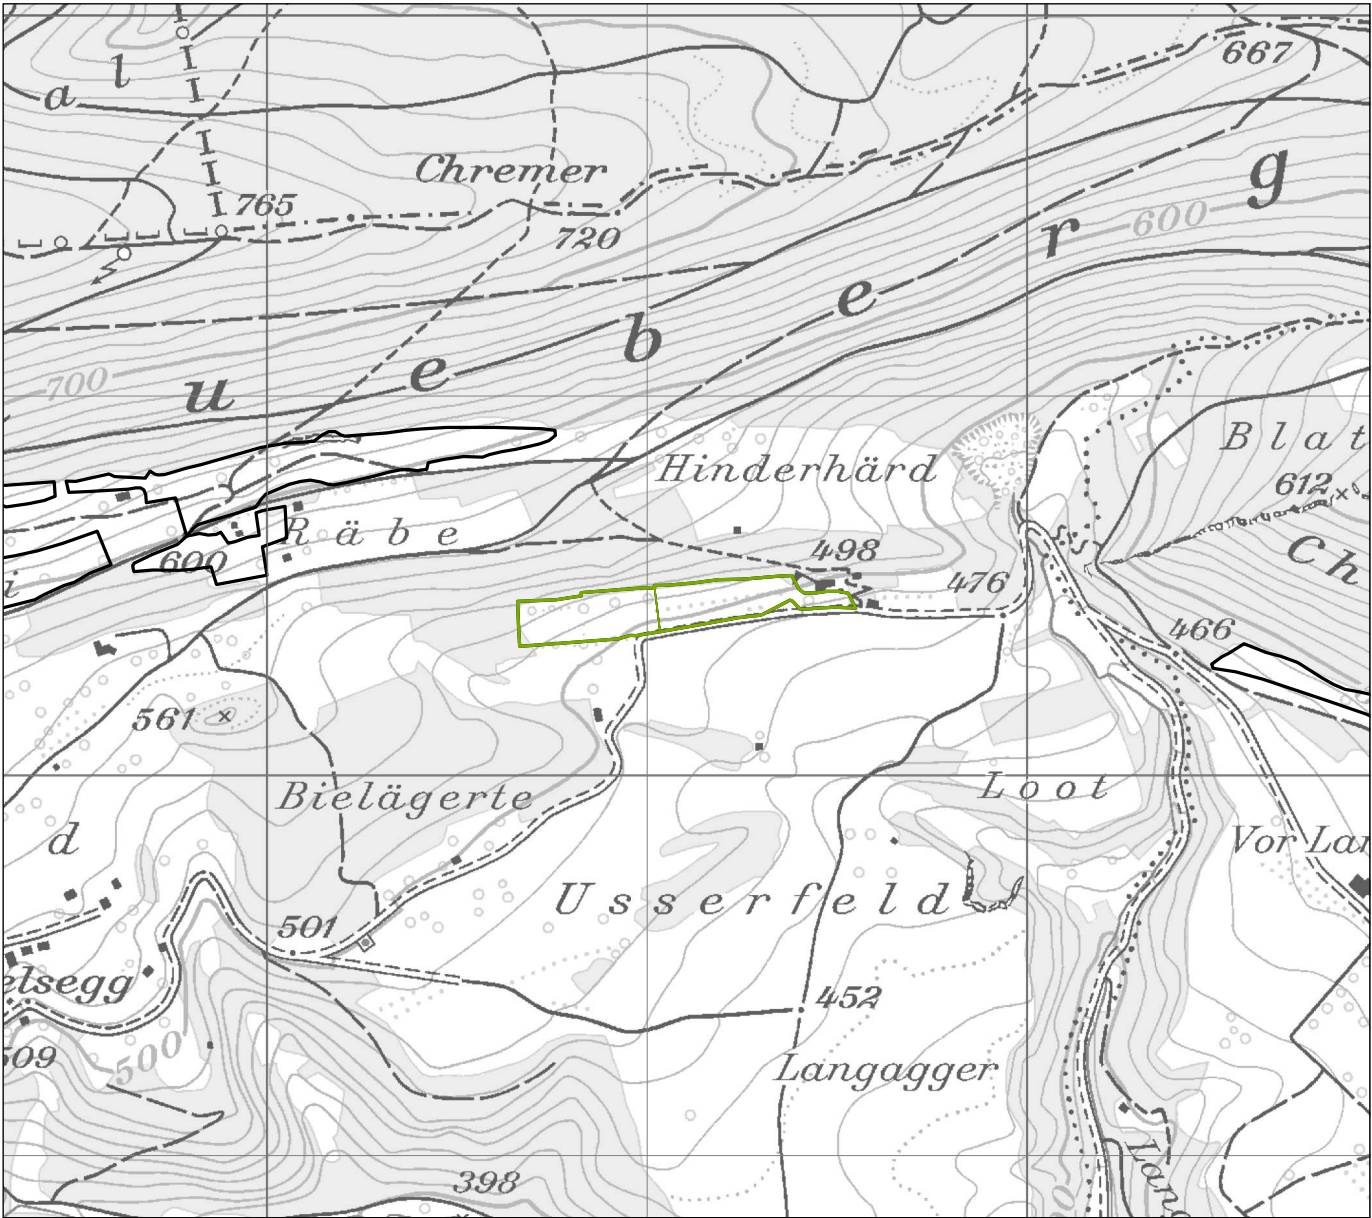 l
a
667
Chremer
g
765
r
600
720
e
b
700
u
e
Blat
Hinderhärd
612
Räbe
498
Ch
600
i
476
466
561
Bielägerte
Loot
d
Vor Lan
Usserfeld
501
elsegg
452
509
500
Langagger
398